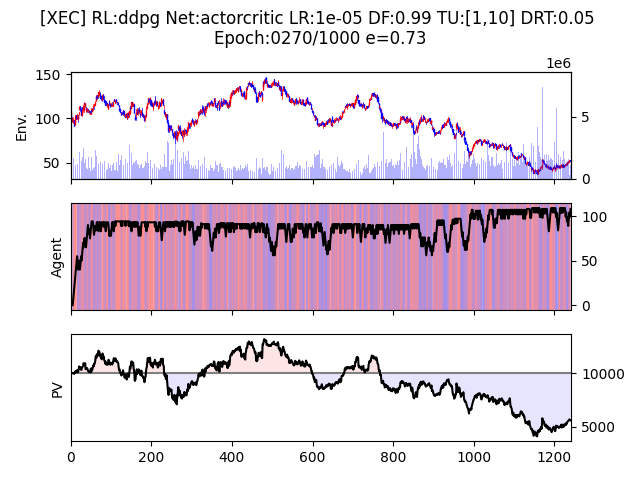 [XEC] RL:ddpg Net:actorcritic LR:1e-05 DF:0.99 TU:[1,10] DRT:0.05
Epoch:0270/1000 e=0.73
1e6
150
100
50
Env.
5
0
Agent
100
50
0
PV
10000
5000
0 200 400 600 800 1000 1200